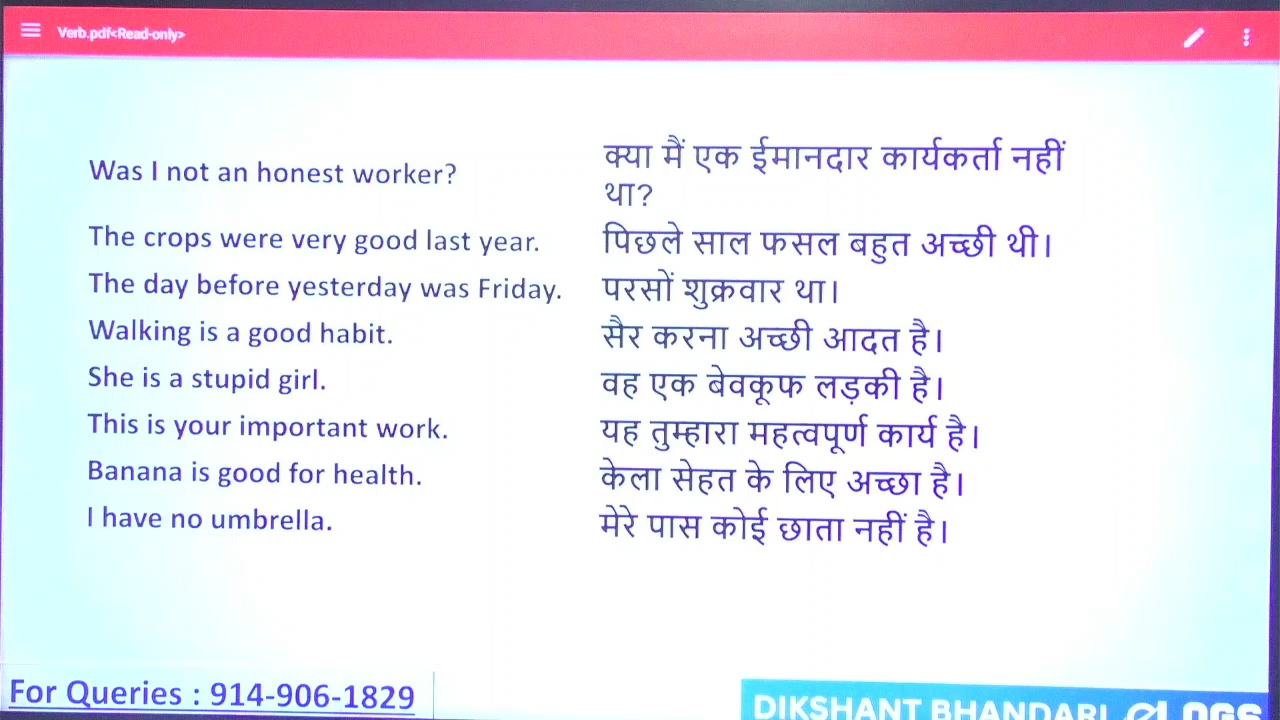 Verb.pdf<Read-only>
Was I not an honest worker?
क्या मैं एक ईमानदार कार्यकर्ता नहीं
था?
The crops were very good last year.
पिछले साल फसल बहुत अच्छी थी।
The day before yesterday was Friday.
परसों शुक्रवार था।
Walking is a good habit.
सैर करना अच्छी आदत है।
She is a stupid girl.
वह एक बेवकूफ लड़की है।
This is your important work.
यह तुम्हारा महत्वपूर्ण कार्य है।
Banana is good for health.
केला सेहत के लिए अच्छा है।
I have no umbrella.
मेरे पास कोई छाता नहीं है।
For Queries : 914-906-1829
DIKSHANT BHANDARI